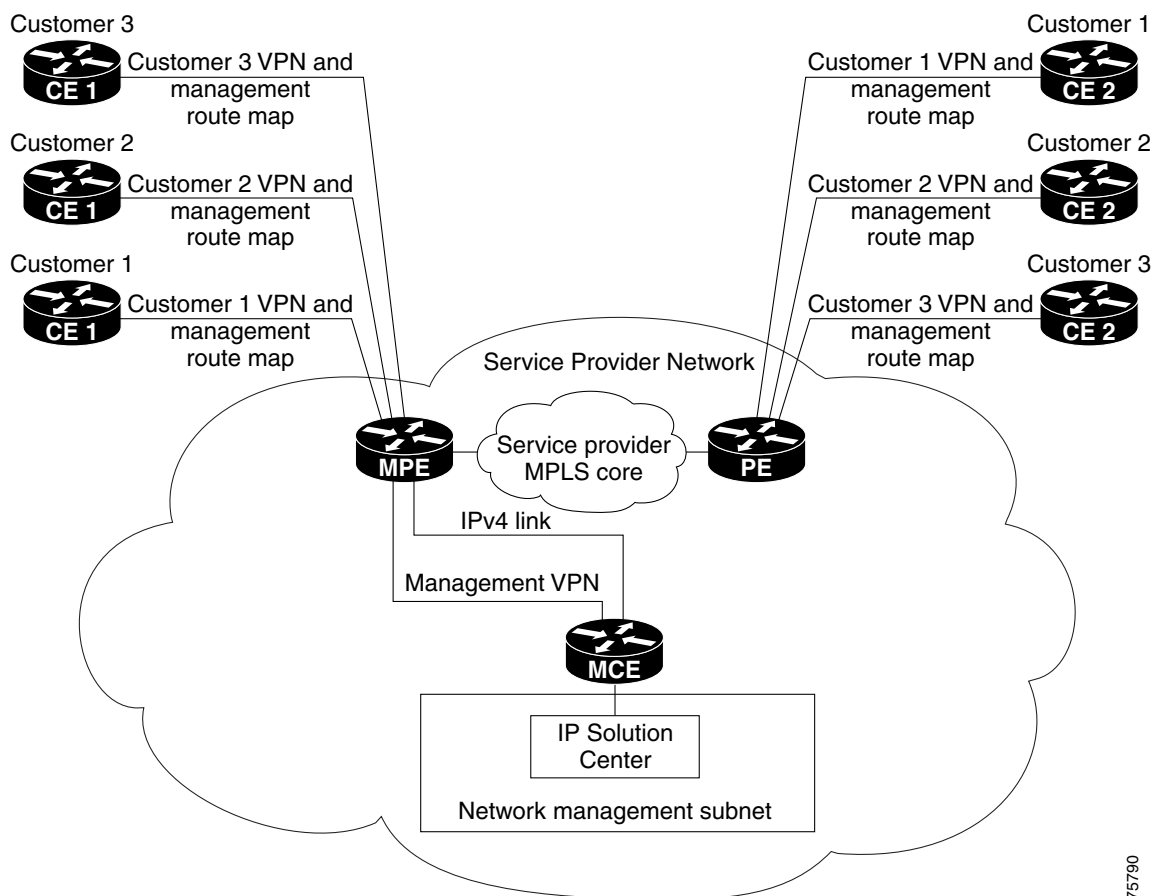 Customer 3
CE 1
Customer 3 VPN and
management
route map
Customer 2
CE 1
Customer 2 VPN and
management
route map
Customer 1
CE 1
Customer 1 VPN and
management
route map
Customer 1
CE 2
Customer 1 VPN and
management
route map
Customer 2
CE 2
Customer 2 VPN and
management
route map
Customer 3
CE 2
Customer 3 VPN and
management
route map
Service Provider Network
MPE
Service provider
MPLS core
PE
IPv4 link
Management VPN
MCE
IP Solution
Center
Network management subnet
75790